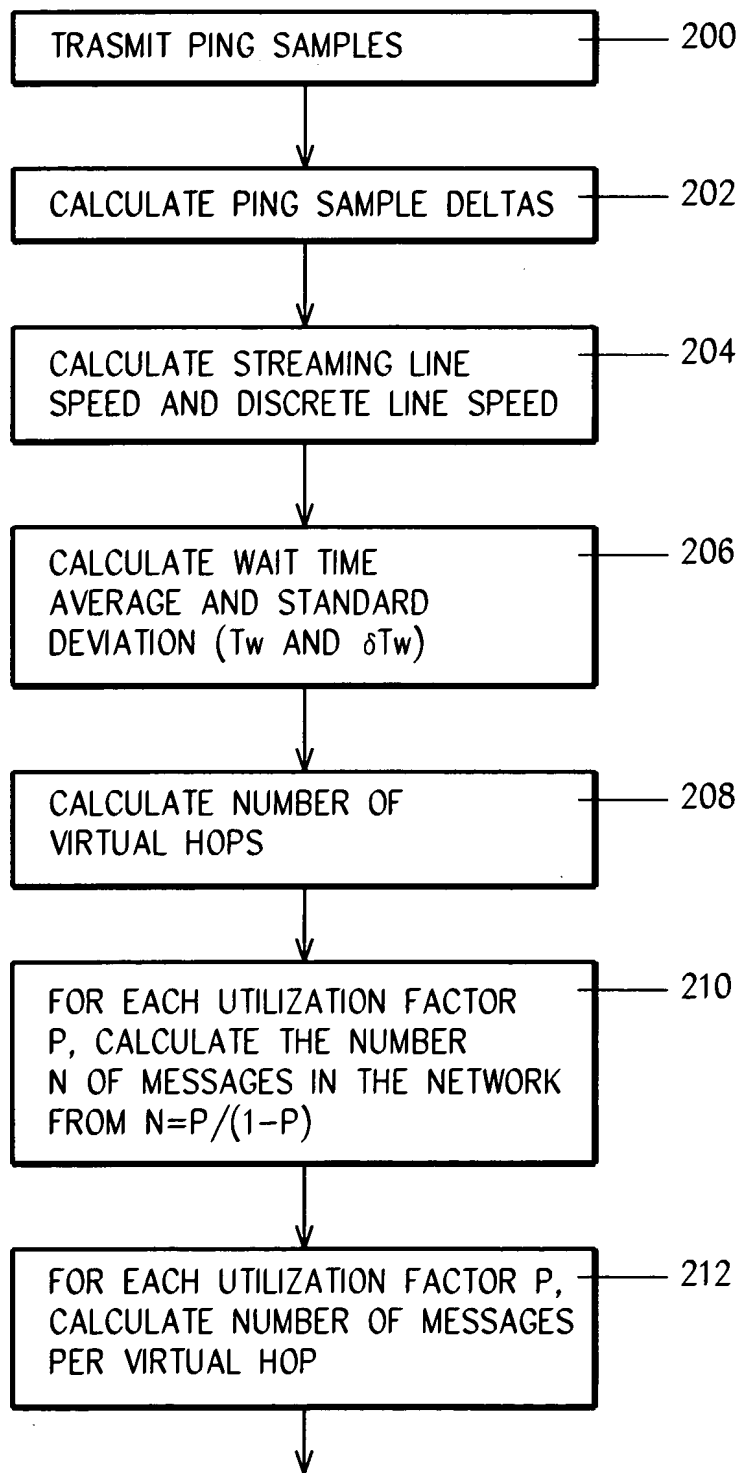 TRASMIT PING SAMPLES
200
CALCULATE PING SAMPLE DELTAS
202
CALCULATE STREAMING LINE
SPEED AND DISCRETE LINE SPEED
204
CALCULATE WAIT TIME
AVERAGE AND STANDARD
DEVIATION (Tw AND δTw)
206
CALCULATE NUMBER OF
VIRTUAL HOPS
208
FOR EACH UTILIZATION FACTOR
P, CALCULATE THE NUMBER
N OF MESSAGES IN THE NETWORK
FROM N=P/(1-P)
210
FOR EACH UTILIZATION FACTOR P,
CALCULATE NUMBER OF MESSAGES
PER VIRTUAL HOP
212